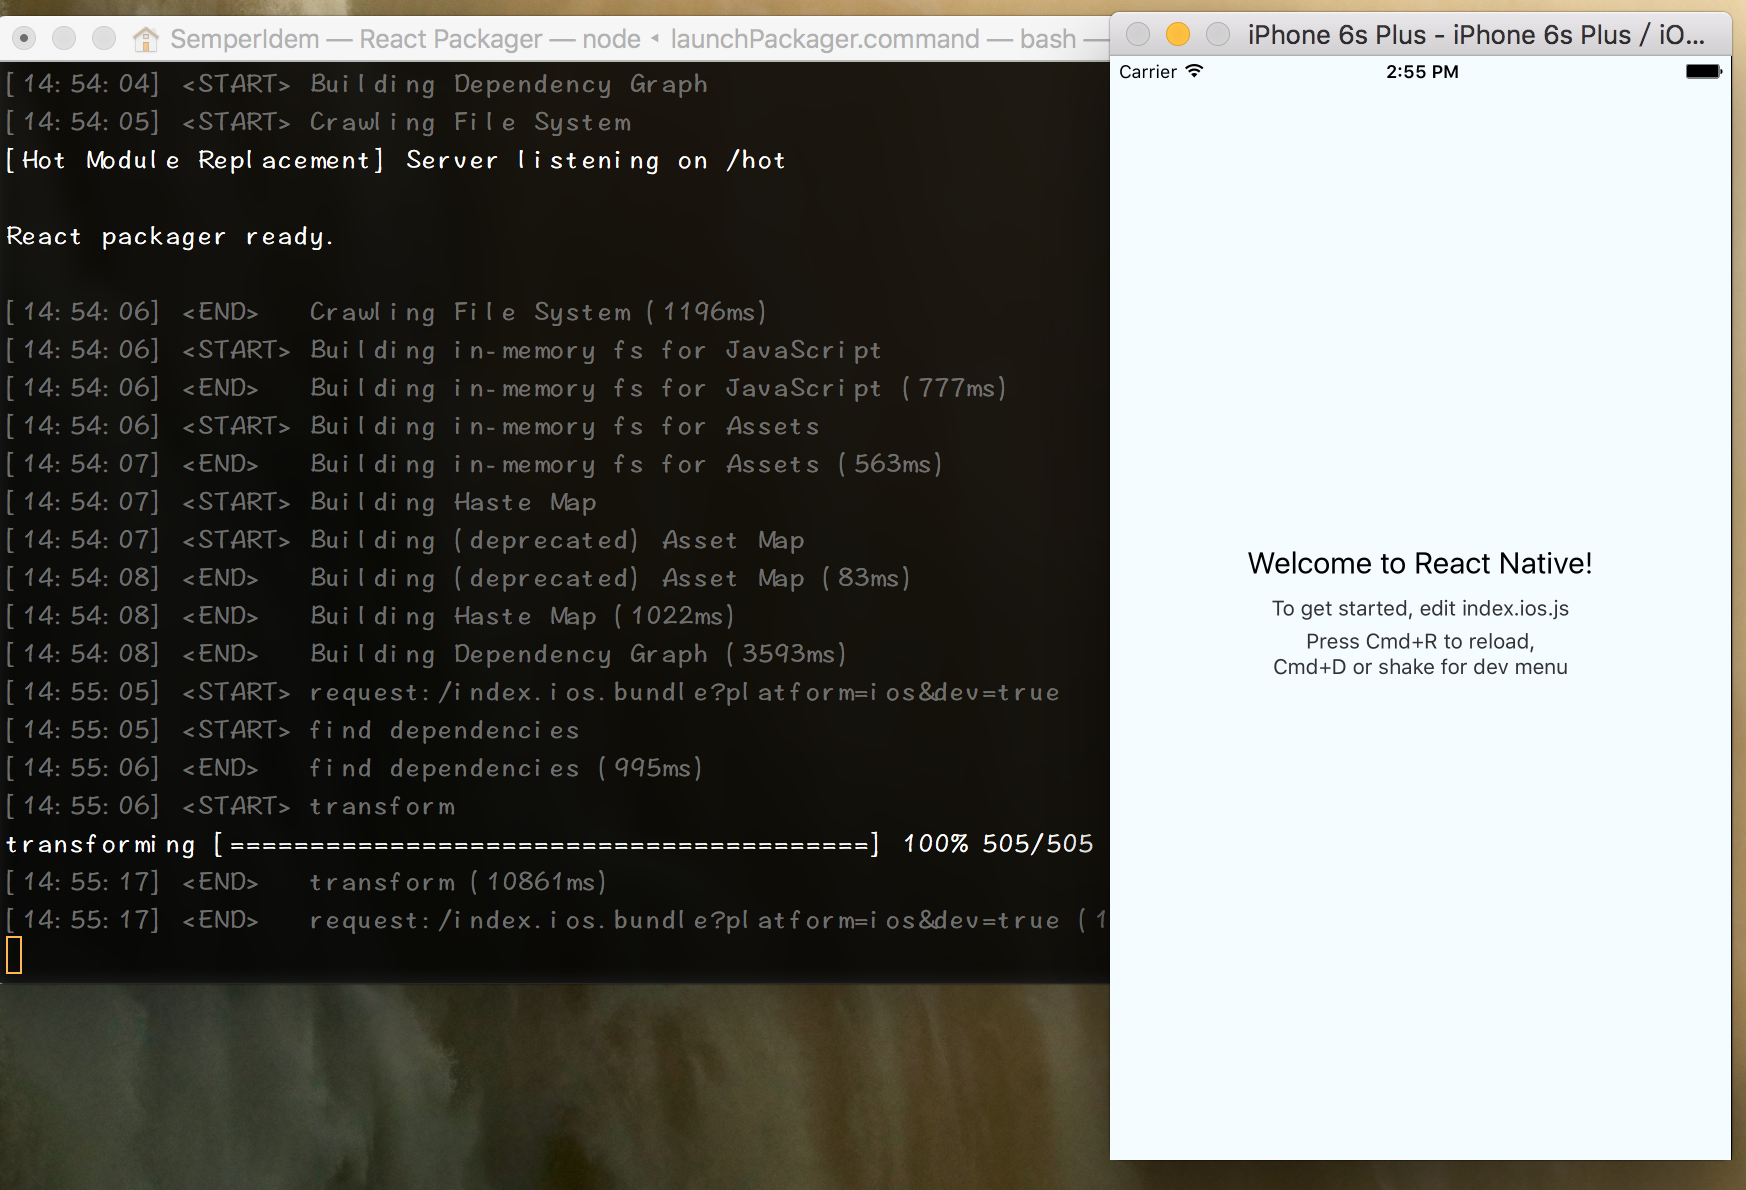 SemperIdem — React Packager — node ◂ launchPackager.command — bash —
[14:54:04] <START> Building Dependency Graph
[14:54:05] <START> Crawling File System
[Hot Module Replacement] Server listening on /hot
React packager ready.
[14:54:06] <END>   Crawling File System (1196ms)
[14:54:06] <START> Building in-memory fs for JavaScript
[14:54:06] <END>   Building in-memory fs for JavaScript (777ms)
[14:54:06] <START> Building in-memory fs for Assets
[14:54:07] <END>   Building in-memory fs for Assets (563ms)
[14:54:07] <START> Building Haste Map
[14:54:07] <START> Building (deprecated) Asset Map
[14:54:08] <END>   Building (deprecated) Asset Map (83ms)
[14:54:08] <END>   Building Haste Map (1022ms)
[14:54:08] <END>   Building Dependency Graph (3593ms)
[14:55:05] <START> request:/index.ios.bundle?platform=ios&dev=true
[14:55:05] <START> find dependencies
[14:55:06] <END>   find dependencies (995ms)
[14:55:06] <START> transform
transforming [========================================] 100% 505/505
[14:55:17] <END>   transform (10861ms)
[14:55:17] <END>   request:/index.ios.bundle?platform=ios&dev=true (1
iPhone 6s Plus - iPhone 6s Plus / iO...
Carrier 2:55 PM
Welcome to React Native!
To get started, edit index.ios.js
Press Cmd+R to reload,
Cmd+D or shake for dev menu